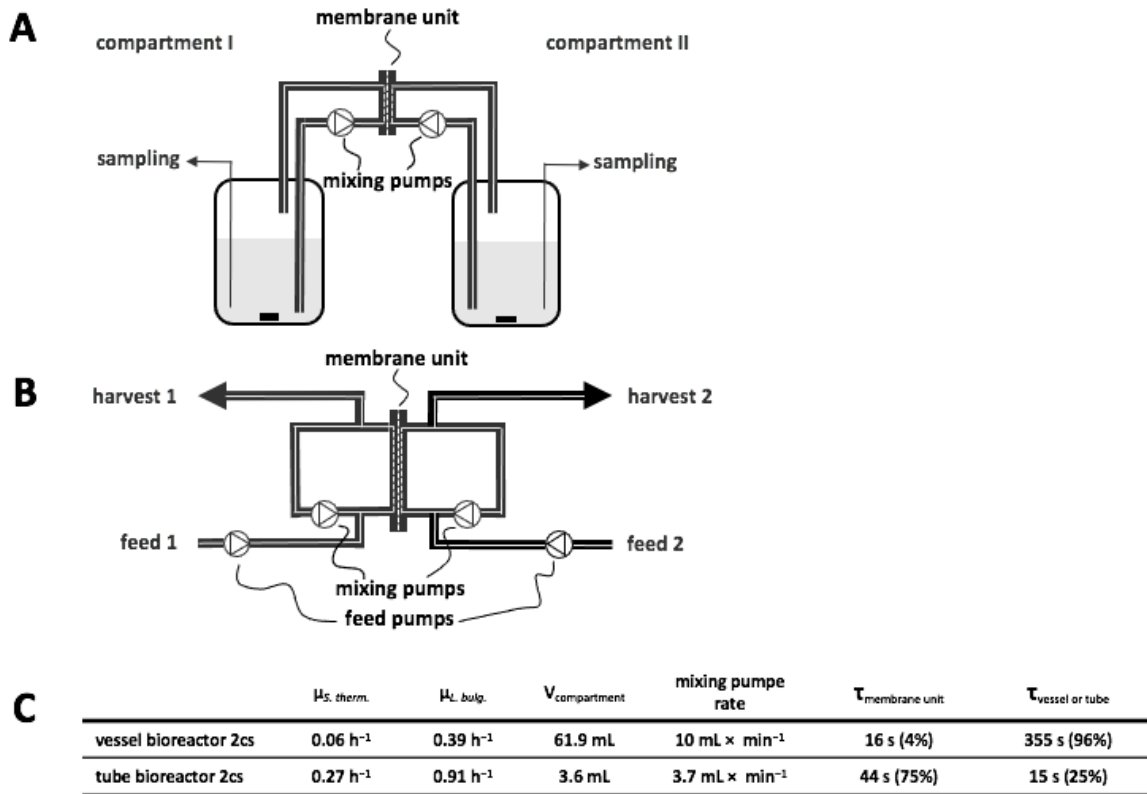 A
membrane unit
compartment I
compartment II
sampling
sampling
mixing pumps
membrane unit
B
harvest 1
harvest 2
feed 1
feed 2
mixing pumps
feed pumps
C
μS. therm. μL. bulg. Vcompartment mixing pumpe rate τmembrane unit τvessel or tube
vessel bioreactor 2cs 0.06 h⁻¹ 0.39 h⁻¹ 61.9 mL 10 mL × min⁻¹ 16 s (4%) 355 s (96%)
tube bioreactor 2cs 0.27 h⁻¹ 0.91 h⁻¹ 3.6 mL 3.7 mL × min⁻¹ 44 s (75%) 15 s (25%)